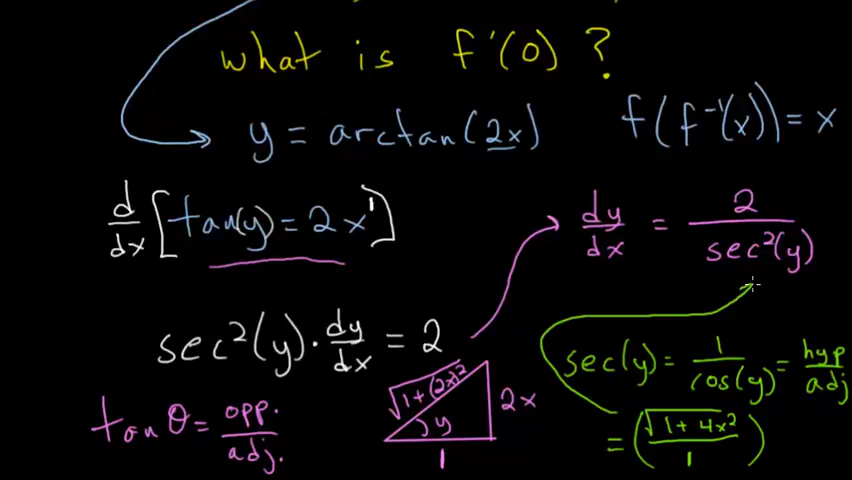 what is f'(0) ?
y = arctan(2x)
f(f⁻¹(x)) = x
d/dx [tan(y) = 2x¹]
dy/dx = 2/sec²(y)
sec²(y) · dy/dx = 2
sec(y) = 1/cos(y) = hyp/adj
= (√(1 + 4x²)/1)
tan θ = opp./adj.
√(1+(2x)²)
2x
y
1